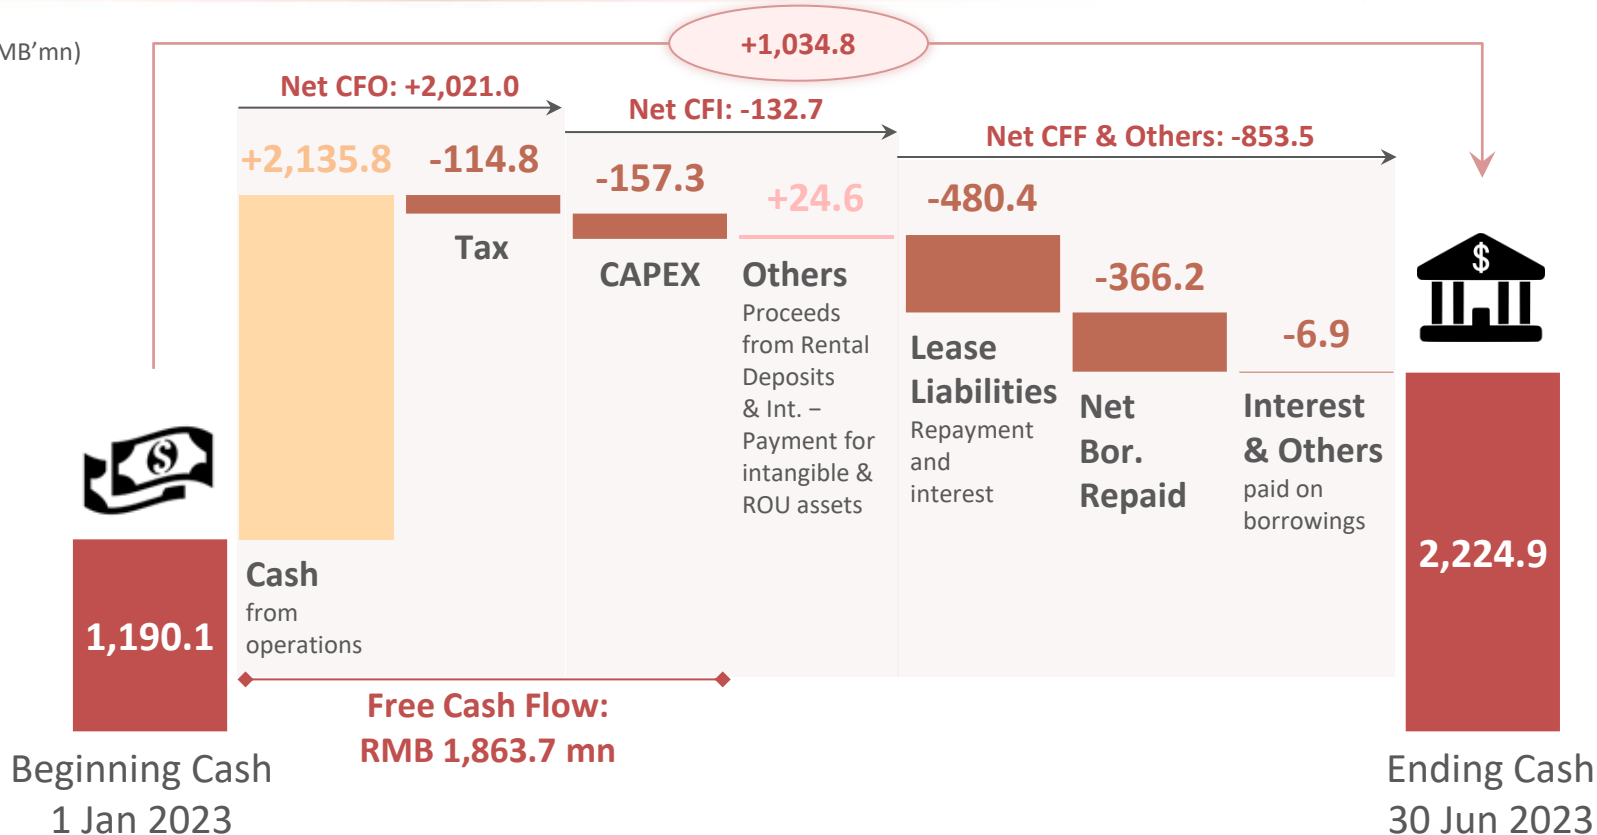 MB'mn)
+1,034.8
Net CFO: +2,021.0
Net CFI: -132.7
Net CFF & Others: -853.5
+2,135.8
-114.8
Tax
-157.3
CAPEX
+24.6
Others
Proceeds
from Rental
Deposits
& Int. –
Payment for
intangible &
ROU assets
-480.4
Lease
Liabilities
Repayment
and
interest
-366.2
Net
Bor.
Repaid
-6.9
Interest
& Others
paid on
borrowings
$
$
1,190.1
Cash
from
operations
2,224.9
Free Cash Flow:
RMB 1,863.7 mn
Beginning Cash
1 Jan 2023
Ending Cash
30 Jun 2023